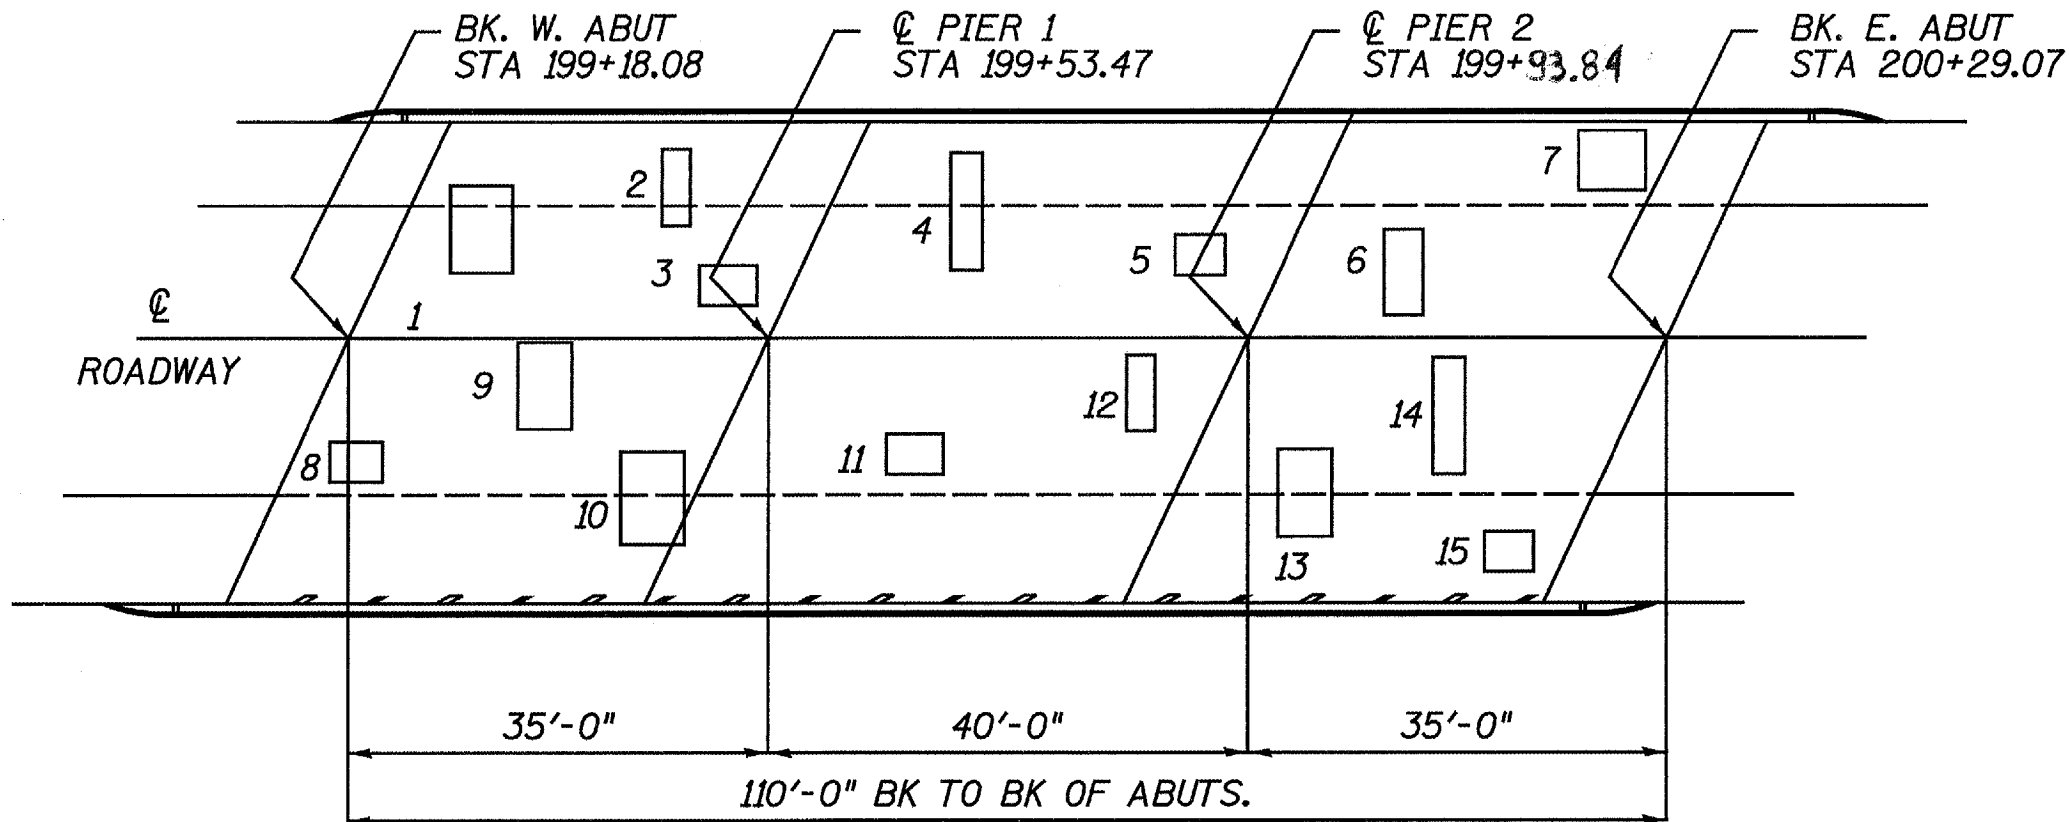 BK. W. ABUT
STA 199+18.08
℄ PIER 1
STA 199+53.47
℄ PIER 2
STA 199+93.84
BK. E. ABUT
STA 200+29.07
2
7
4
3
5
6
℄
1
ROADWAY
9
12
14
8
11
10
13
15
35'-0"
40'-0"
35'-0"
110'-0" BK TO BK OF ABUTS.